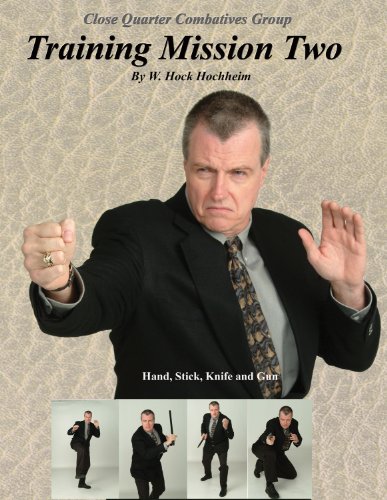 Close Quarter Combatives Group
Training Mission Two
By W. Hock Hochheim
Hand, Stick, Knife and Gun